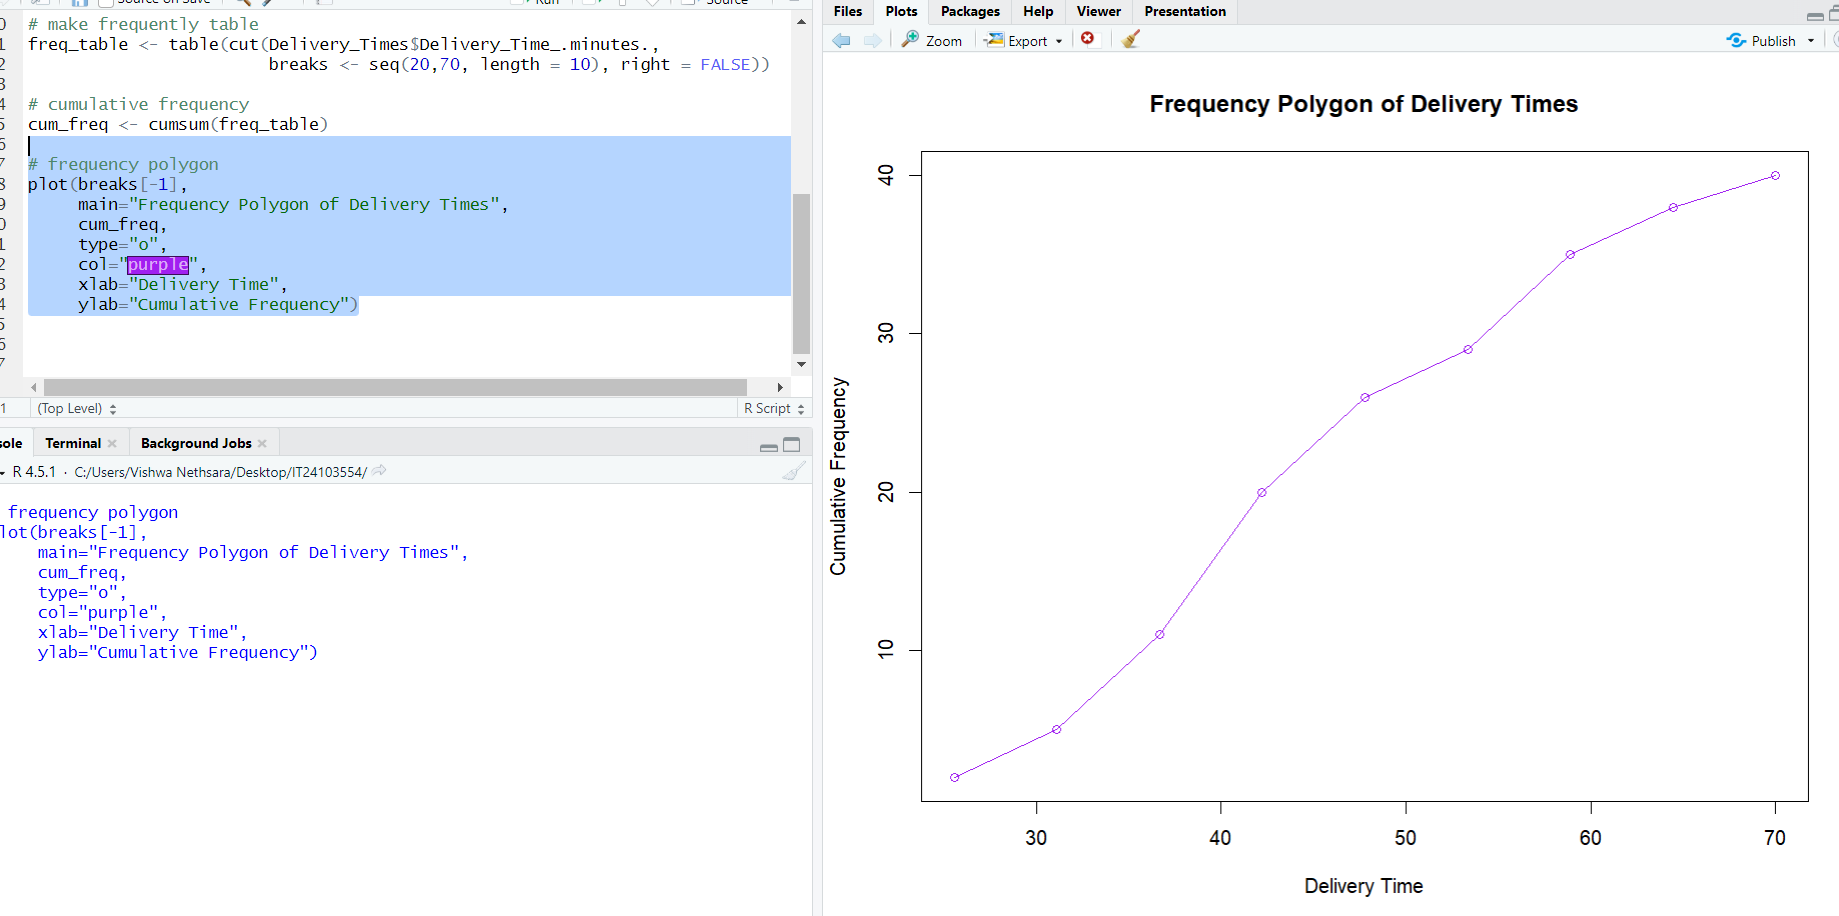 Source on Save
Run
Source
# make frequently table
freq_table <- table(cut(Delivery_Times$Delivery_Time_.minutes.,
breaks <- seq(20,70, length = 10), right = FALSE))
# cumulative frequency
cum_freq <- cumsum(freq_table)
# frequency polygon
plot(breaks[-1],
main="Frequency Polygon of Delivery Times",
cum_freq,
type="o",
col="purple",
xlab="Delivery Time",
ylab="Cumulative Frequency")
(Top Level)
R Script
Terminal
Background Jobs
R 4.5.1 · C:/Users/Vishwa Nethsara/Desktop/IT24103554/
frequency polygon
lot(breaks[-1],
main="Frequency Polygon of Delivery Times",
cum_freq,
type="o",
col="purple",
xlab="Delivery Time",
ylab="Cumulative Frequency")
Files Plots Packages Help Viewer Presentation
Zoom Export Publish
Frequency Polygon of Delivery Times
40
30
20
10
Cumulative Frequency
30 40 50 60 70
Delivery Time